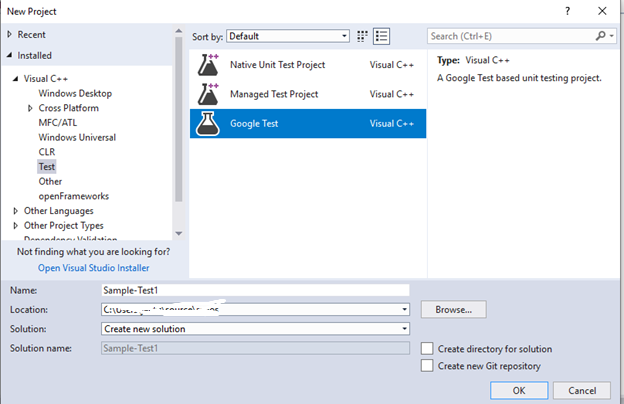 New Project
?
Recent
Installed
Sort by: Default
Search (Ctrl+E)
Visual C++
Windows Desktop
Cross Platform
MFC/ATL
Windows Universal
CLR
Test
Other
openFrameworks
Other Languages
Other Project Types
Dependency Validation
Not finding what you are looking for?
Open Visual Studio Installer
Native Unit Test Project Visual C++
Managed Test Project Visual C++
Google Test Visual C++
Type: Visual C++
A Google Test based unit testing project.
Name: Sample-Test1
Location:
Browse...
Solution: Create new solution
Solution name: Sample-Test1
Create directory for solution
Create new Git repository
OK Cancel